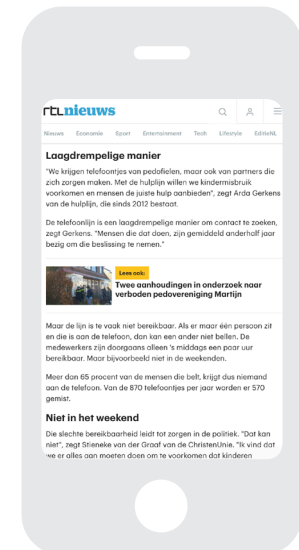 rtl nieuws
Nieuws Economie Sport Entertainment Tech Lifestyle EditieNL
Laagdrempelige manier
"We krijgen telefoontjes van pedofielen, maar ook van partners die
zich zorgen maken. Met de hulplijn willen we kindermisbruik
voorkomen en mensen de juiste hulp aanbieden", zegt Arda Gerkens
van de hulplijn, die sinds 2012 bestaat.
De telefoonlijn is een laagdrempelige manier om contact te zoeken,
zegt Gerkens. "Mensen die dat doen, zijn gemiddeld anderhalf jaar
bezig om die beslissing te nemen."
Lees ook:
Twee aanhoudingen in onderzoek naar
verboden pedovereniging Martijn
Maar de lijn is te vaak niet bereikbaar. Als er maar één persoon zit
en die is aan de telefoon, dan kan een ander niet bellen. De
medewerkers zijn doorgaans alleen 's middags een paar uur
bereikbaar. Maar bijvoorbeeld niet in de weekenden.
Meer dan 65 procent van de mensen die belt, krijgt dus niemand
aan de telefoon. Van de 870 telefoontjes per jaar worden er 570
gemist.
Niet in het weekend
Die slechte bereikbaarheid leidt tot zorgen in de politiek. "Dat kan
niet", zegt Stieneke van der Graaf van de ChristenUnie. "Ik vind dat
we er alles aan moeten doen om te voorkomen dat kinderen